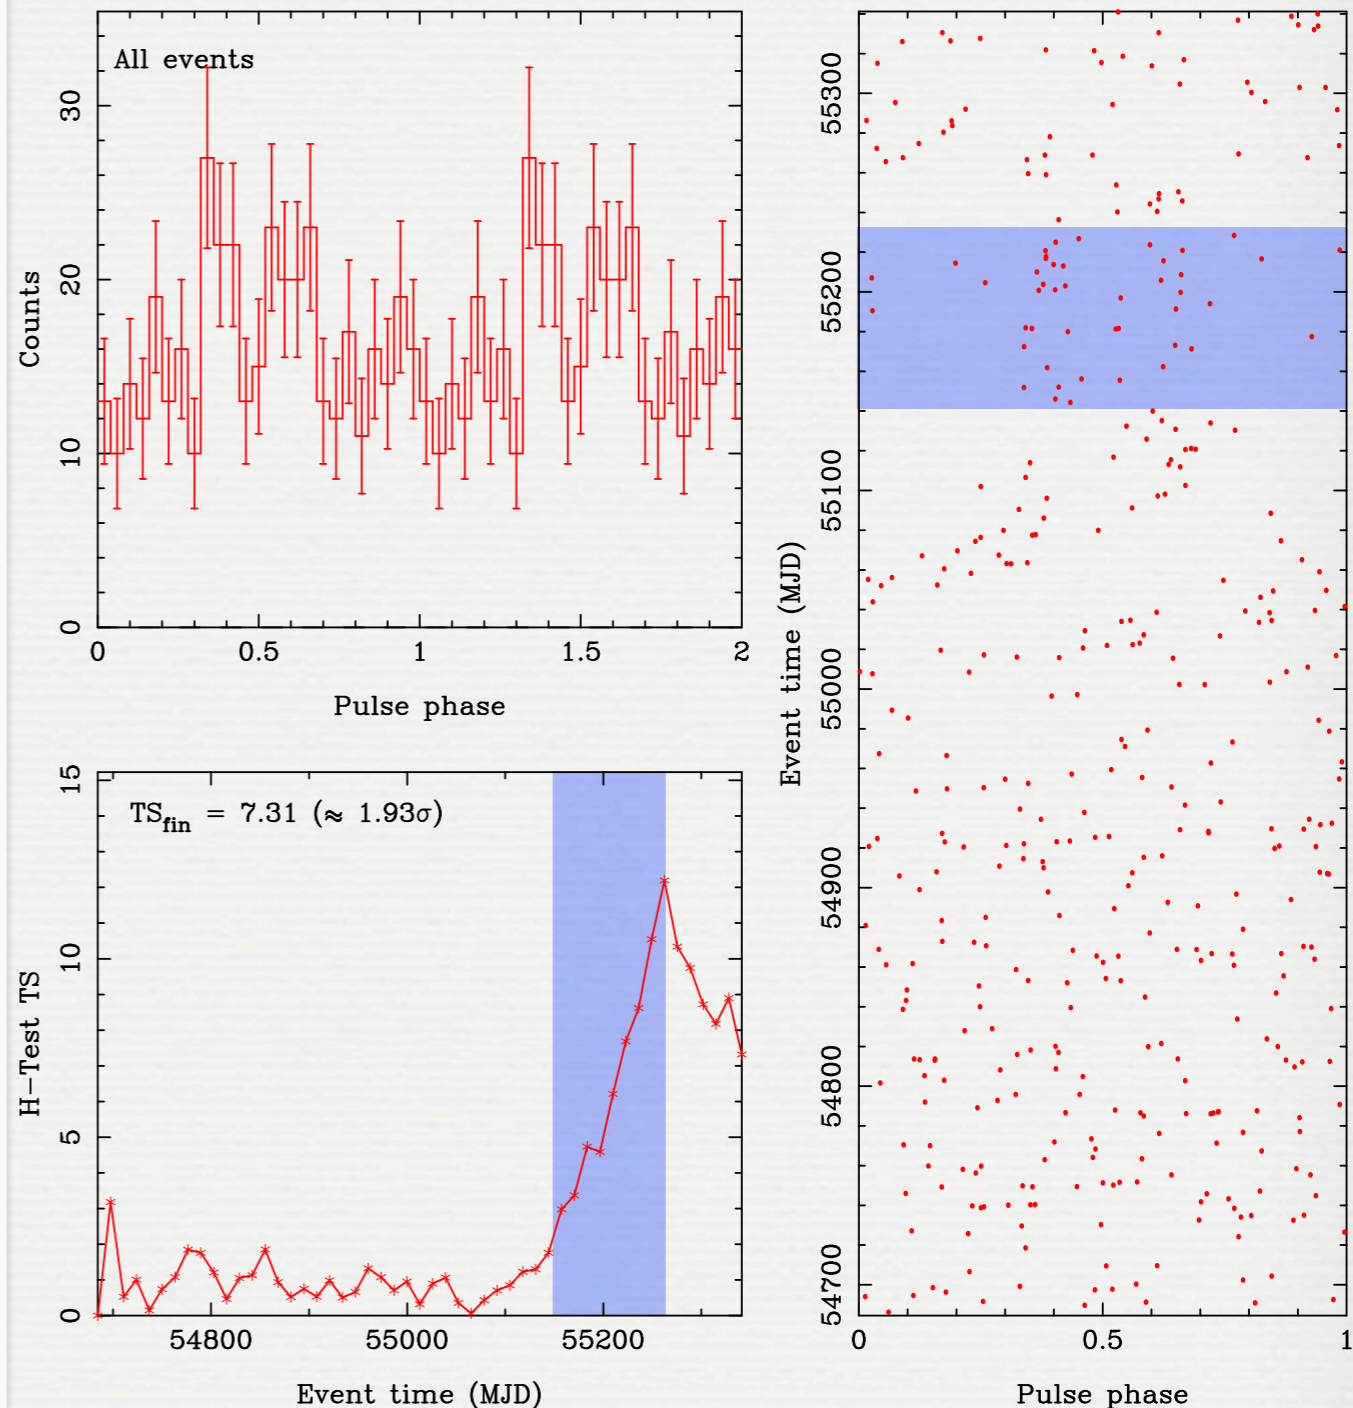 All events
30
20
10
0
Counts
0 0.5 1 1.5 2
Pulse phase
15
10
5
0
H-Test TS
TSfin = 7.31 (≈ 1.93σ)
54800 55000 55200
Event time (MJD)
55300
55200
55100
55000
54900
54800
54700
Event time (MJD)
0 0.5 1
Pulse phase